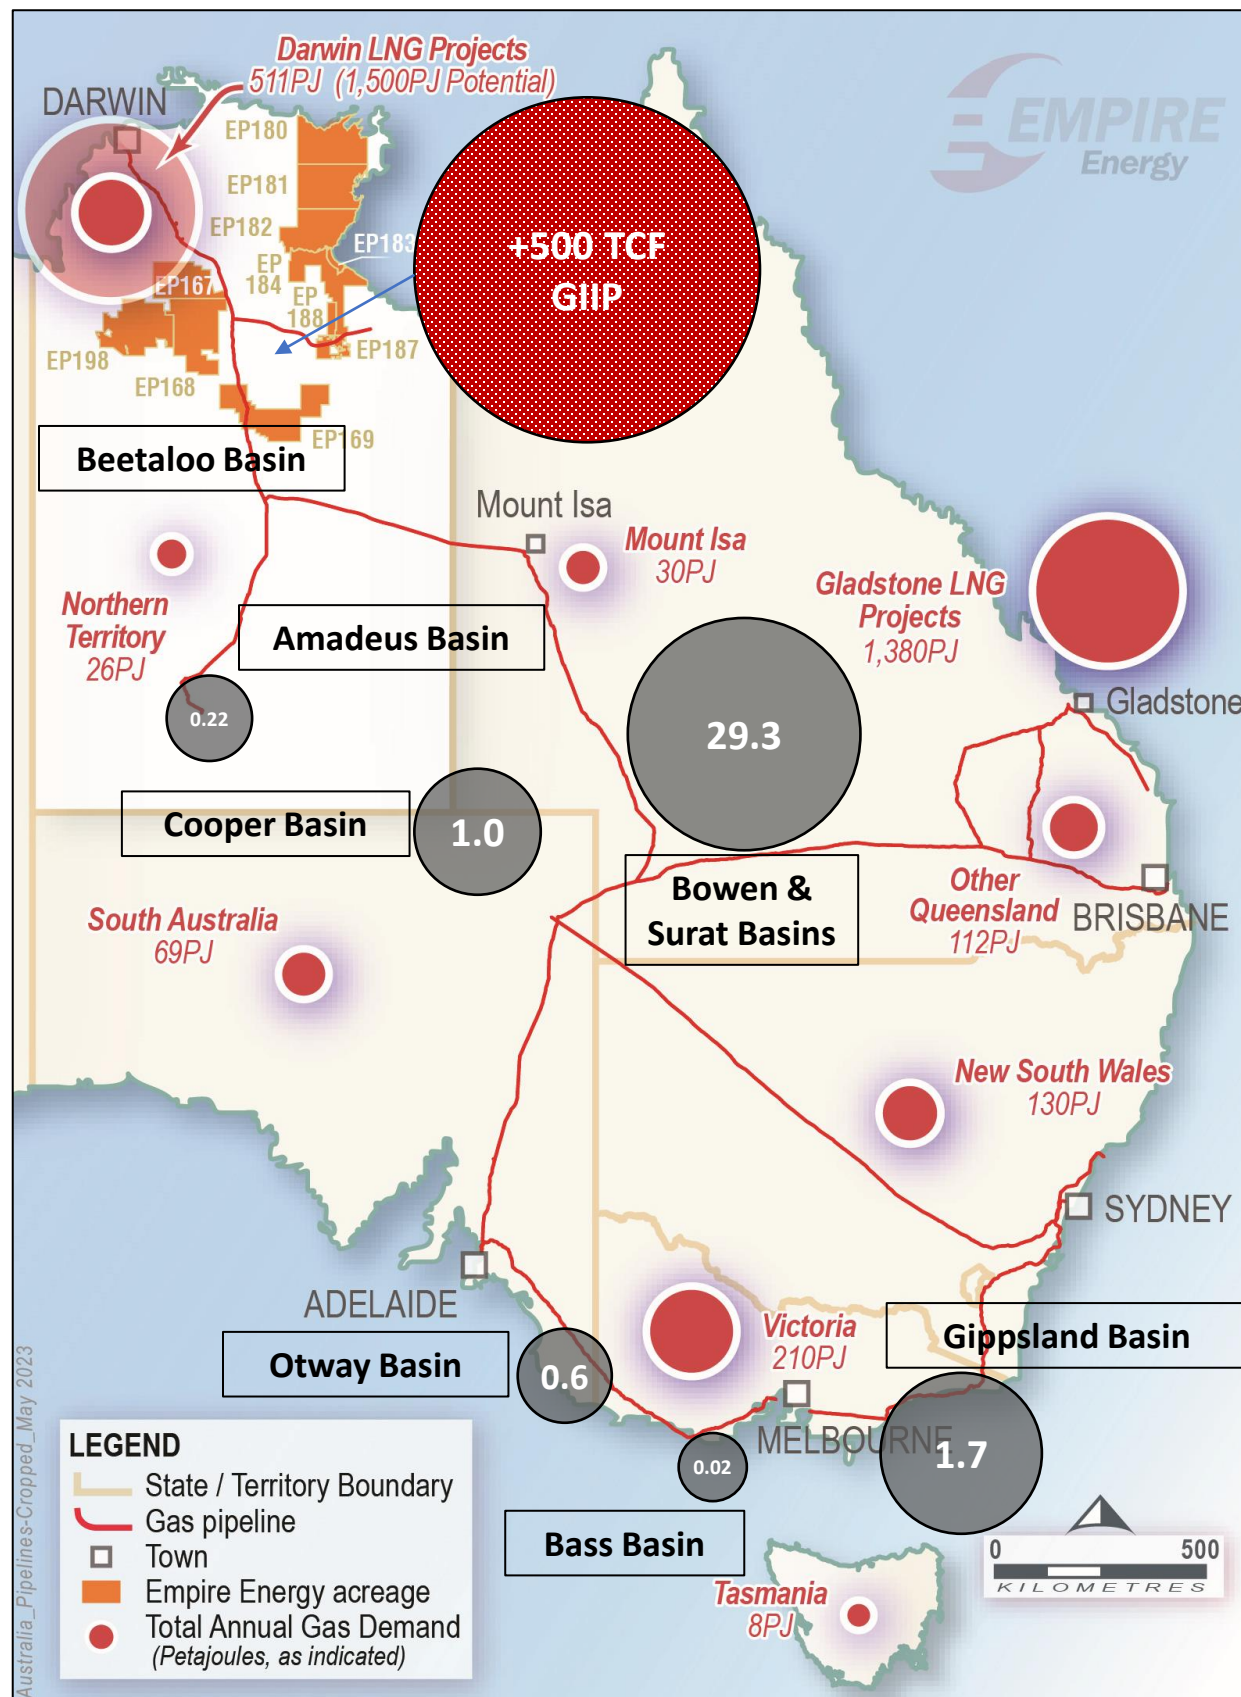 Darwin LNG Projects
511PJ (1,500PJ Potential)
DARWIN
EMPIRE
Energy
EP180
EP181
EP182
EP183
EP
184
EP
188
EP167
EP187
EP198
EP168
EP169
+500 TCF
GIIP
Beetaloo Basin
Mount Isa
Mount Isa
30PJ
Gladstone LNG
Projects
1,380PJ
Gladstone
Northern
Territory
26PJ
Amadeus Basin
0.22
29.3
Cooper Basin
1.0
Bowen &
Surat Basins
Other
Queensland
112PJ
BRISBANE
South Australia
69PJ
New South Wales
130PJ
SYDNEY
ADELAIDE
Victoria
210PJ
Gippsland Basin
Otway Basin
0.6
MELBOURNE
1.7
0.02
Bass Basin
Tasmania
8PJ
0 500
KILOMETRES
LEGEND
State / Territory Boundary
Gas pipeline
Town
Empire Energy acreage
Total Annual Gas Demand
(Petajoules, as indicated)
Australia_Pipelines-Cropped_May 2023